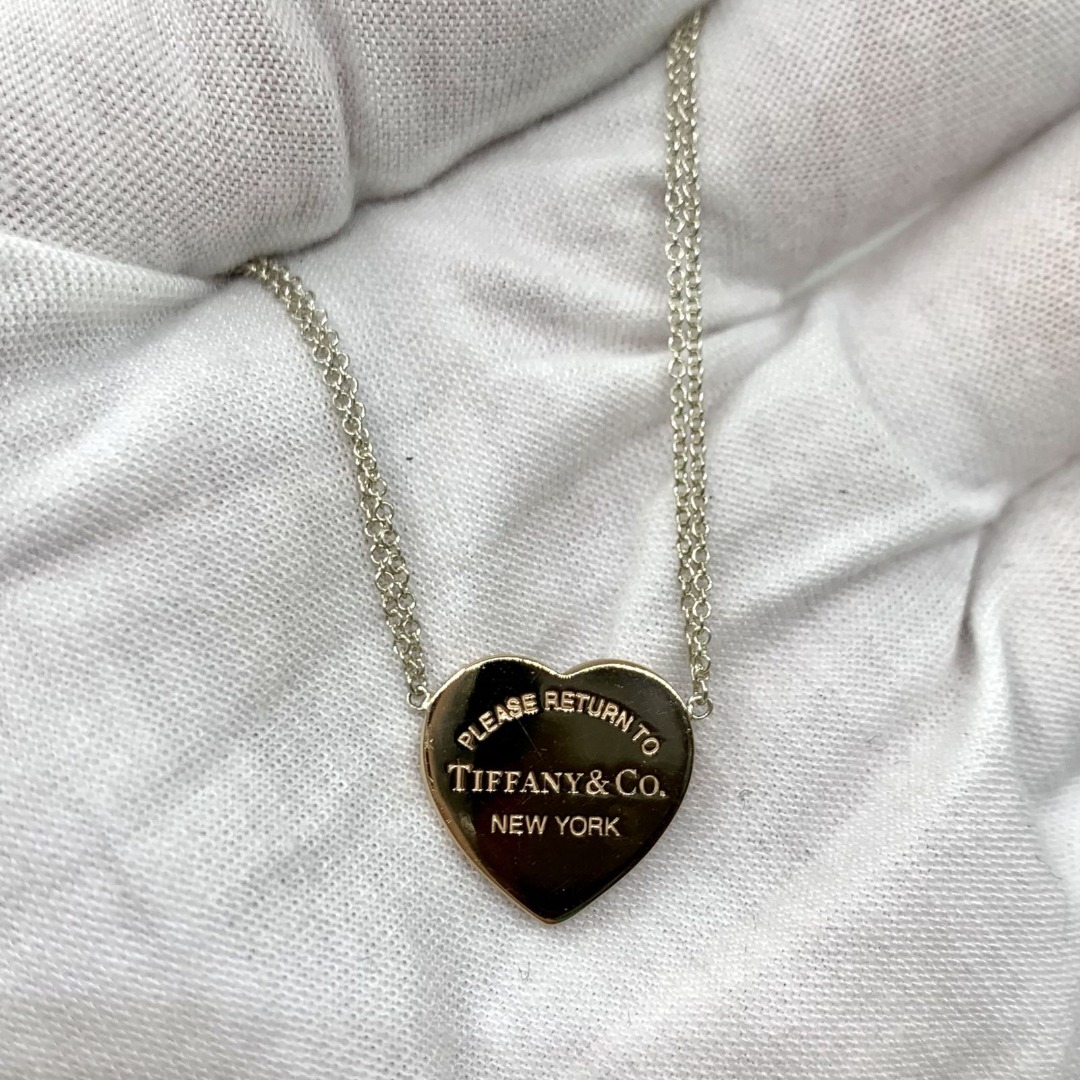 PLEASE RETURN TO
TIFFANY & CO.
NEW YORK